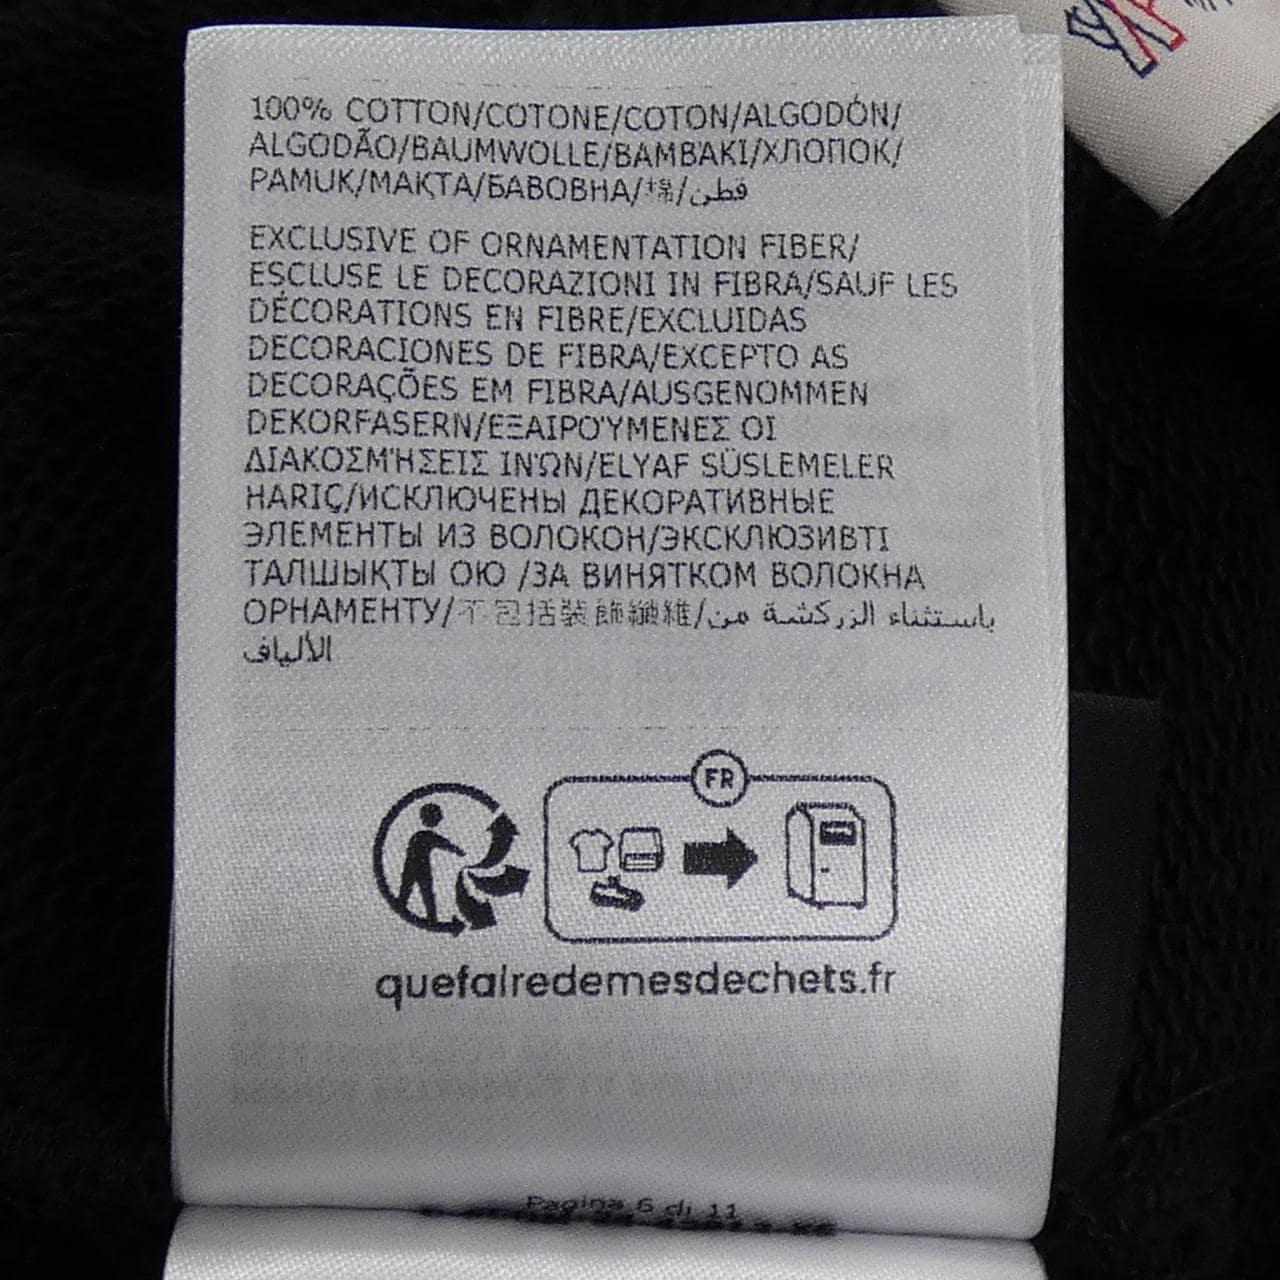 100% COTTON/COTONE/COTON/ALGODÓN/
ALGODÃO/BAUMWOLLE/ΒΑΜΒΆΚΙ/ХЛОПОК/
PAMUK/МАҚТА/БАВОВНА/棉/قطن
EXCLUSIVE OF ORNAMENTATION FIBER/
ESCLUSE LE DECORAZIONI IN FIBRA/SAUF LES
DÉCORATIONS EN FIBRE/EXCLUIDAS
DECORACIONES DE FIBRA/EXCEPTO AS
DECORAÇÕES EM FIBRA/AUSGENOMMEN
DEKORFASERN/ΕΞΑΙΡΟΎΜΕΝΕΣ ΟΙ
ΔΙΑΚΟΣΜΉΣΕΙΣ ΙΝΏΝ/ELYAF SÜSLEMELER
HARIÇ/ИСКЛЮЧЕНЫ ДЕКОРАТИВНЫЕ
ЭЛЕМЕНТЫ ИЗ ВОЛОКОН/ЭКСКЛЮЗИВТІ
ТАЛШЫҚТЫ ОЮ /ЗА ВИНЯТКОМ ВОЛОКНА
ОРНАМЕНТУ/不包括裝飾纖維/باستثناء الزركشة من
الألياف
FR
quefairedemesdechets.fr
Pagina 6 di 11